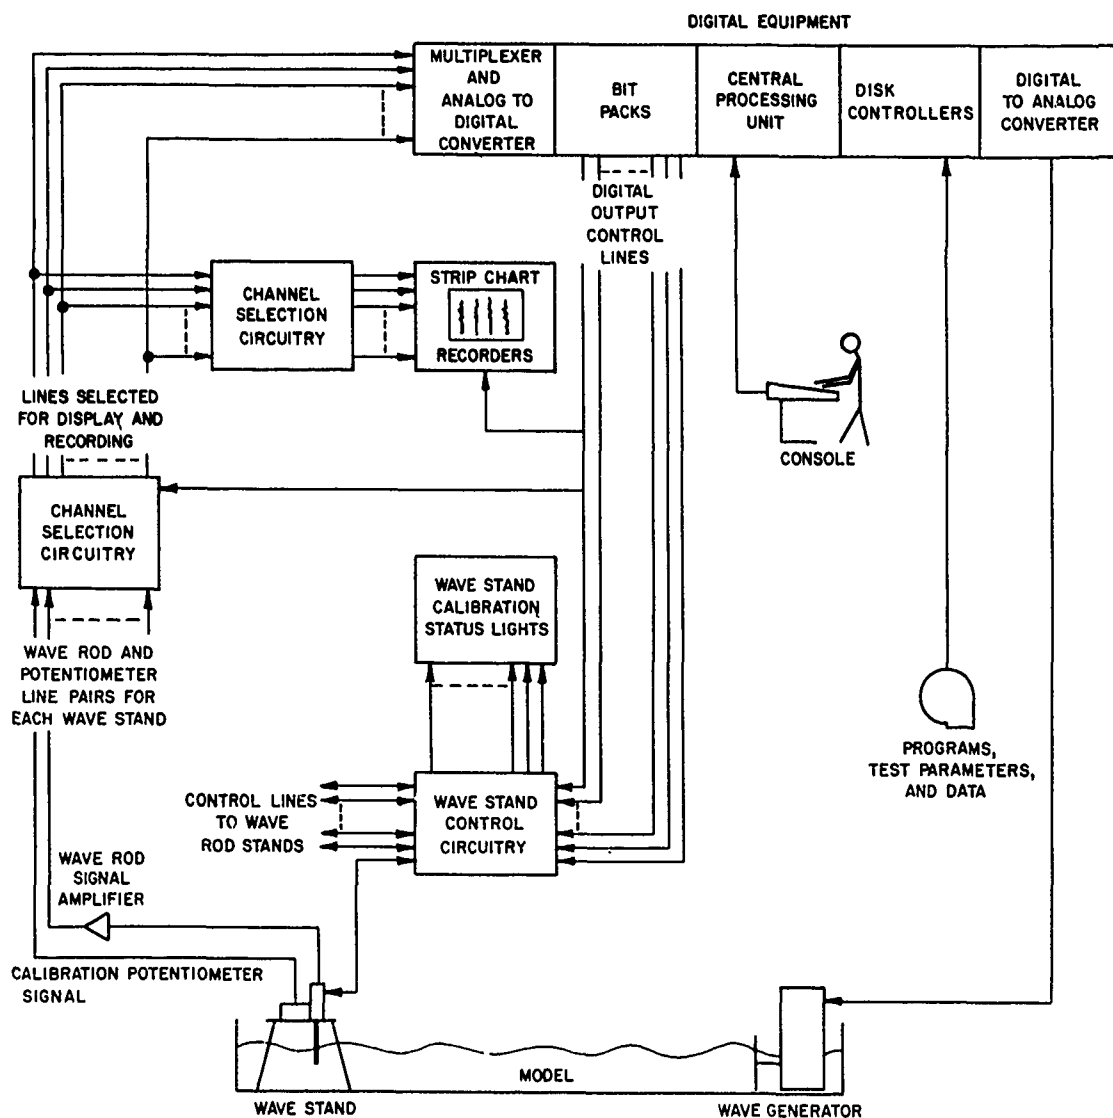 DIGITAL EQUIPMENT
MULTIPLEXER
AND
ANALOG TO
DIGITAL
CONVERTER
BIT
PACKS
CENTRAL
PROCESSING
UNIT
DISK
CONTROLLERS
DIGITAL
TO ANALOG
CONVERTER
DIGITAL
OUTPUT
CONTROL
LINES
CHANNEL
SELECTION
CIRCUITRY
STRIP CHART
RECORDERS
LINES SELECTED
FOR DISPLAY AND
RECORDING
CONSOLE
CHANNEL
SELECTION
CIRCUITRY
WAVE STAND
CALIBRATION
STATUS LIGHTS
WAVE ROD AND
POTENTIOMETER
LINE PAIRS FOR
EACH WAVE STAND
PROGRAMS,
TEST PARAMETERS,
AND DATA
CONTROL LINES
TO WAVE
ROD STANDS
WAVE STAND
CONTROL
CIRCUITRY
WAVE ROD
SIGNAL
AMPLIFIER
CALIBRATION POTENTIOMETER
SIGNAL
MODEL
WAVE STAND
WAVE GENERATOR